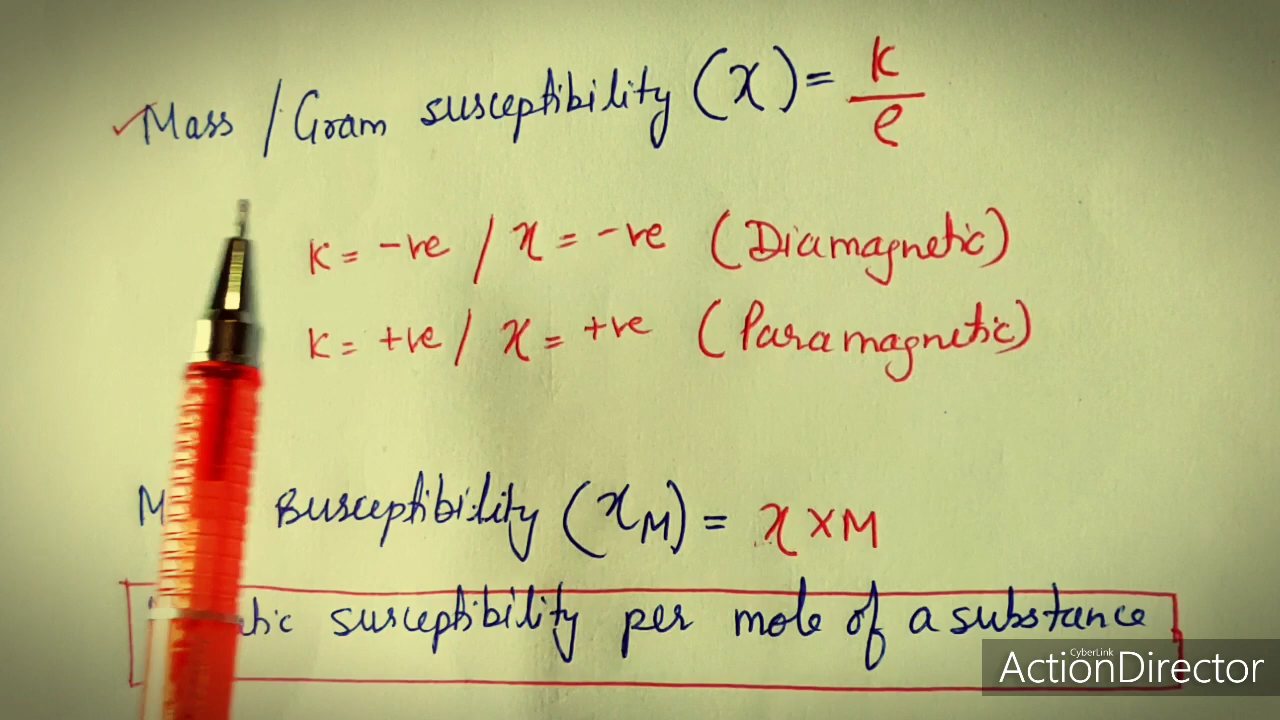 Mass / Gram susceptibility (χ) = K/ρ
K = -ve / χ = -ve (Diamagnetic)
K = +ve / χ = +ve (Paramagnetic)
Susceptibility (χM) = χ × M
susceptibility per mole of a substance
CyberLink
ActionDirector